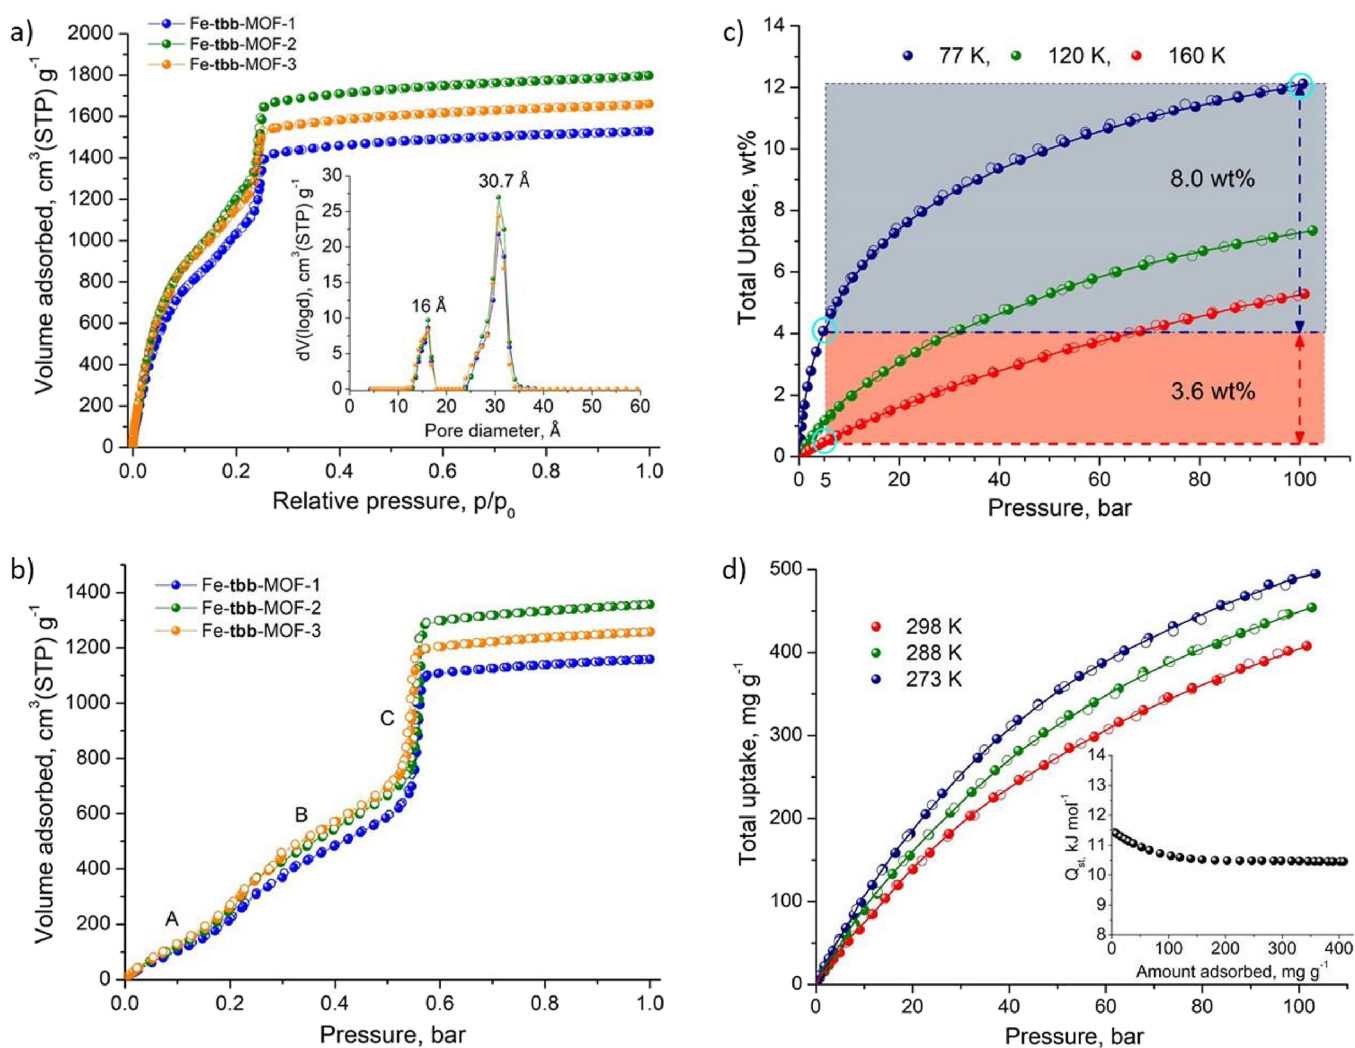 a)
Fe-tbb-MOF-1
Fe-tbb-MOF-2
Fe-tbb-MOF-3
Volume adsorbed, cm³(STP) g⁻¹
2000
1800
1600
1400
1200
1000
800
600
400
200
0
0.0 0.2 0.4 0.6 0.8 1.0
Relative pressure, p/p₀
dV(logd), cm³(STP) g⁻¹
30
25
20
15
10
5
0
16 Å
30.7 Å
0 10 20 30 40 50 60
Pore diameter, Å
c)
77 K, 120 K, 160 K
Total Uptake, wt%
14
12
10
8
6
4
2
0
8.0 wt%
3.6 wt%
0 5 20 40 60 80 100
Pressure, bar
b)
Fe-tbb-MOF-1
Fe-tbb-MOF-2
Fe-tbb-MOF-3
Volume adsorbed, cm³(STP) g⁻¹
1400
1200
1000
800
600
400
200
0
A
B
C
0.0 0.2 0.4 0.6 0.8 1.0
Pressure, bar
d)
298 K
288 K
273 K
Total uptake, mg g⁻¹
500
400
300
200
100
0
0 20 40 60 80 100
Pressure, bar
Qst, kJ mol⁻¹
14
13
12
11
10
9
8
0 100 200 300 400
Amount adsorbed, mg g⁻¹